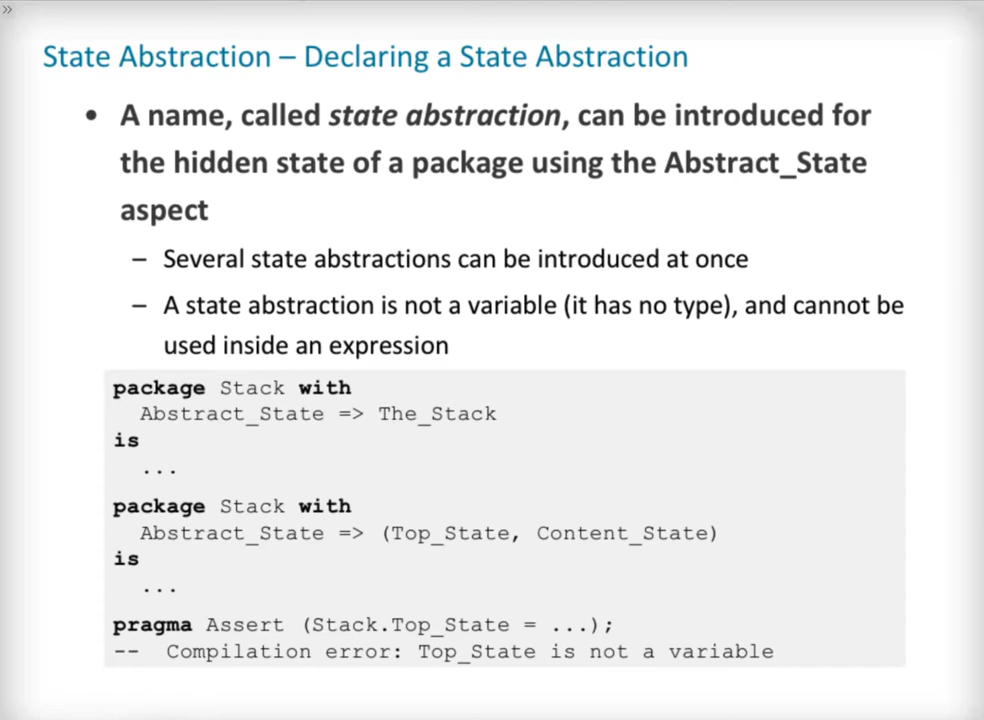 »
State Abstraction – Declaring a State Abstraction
• A name, called state abstraction, can be introduced for
the hidden state of a package using the Abstract_State
aspect
– Several state abstractions can be introduced at once
– A state abstraction is not a variable (it has no type), and cannot be
used inside an expression
package Stack with
Abstract_State => The_Stack
is
...
package Stack with
Abstract_State => (Top_State, Content_State)
is
...
pragma Assert (Stack.Top_State = ...);
-- Compilation error: Top_State is not a variable